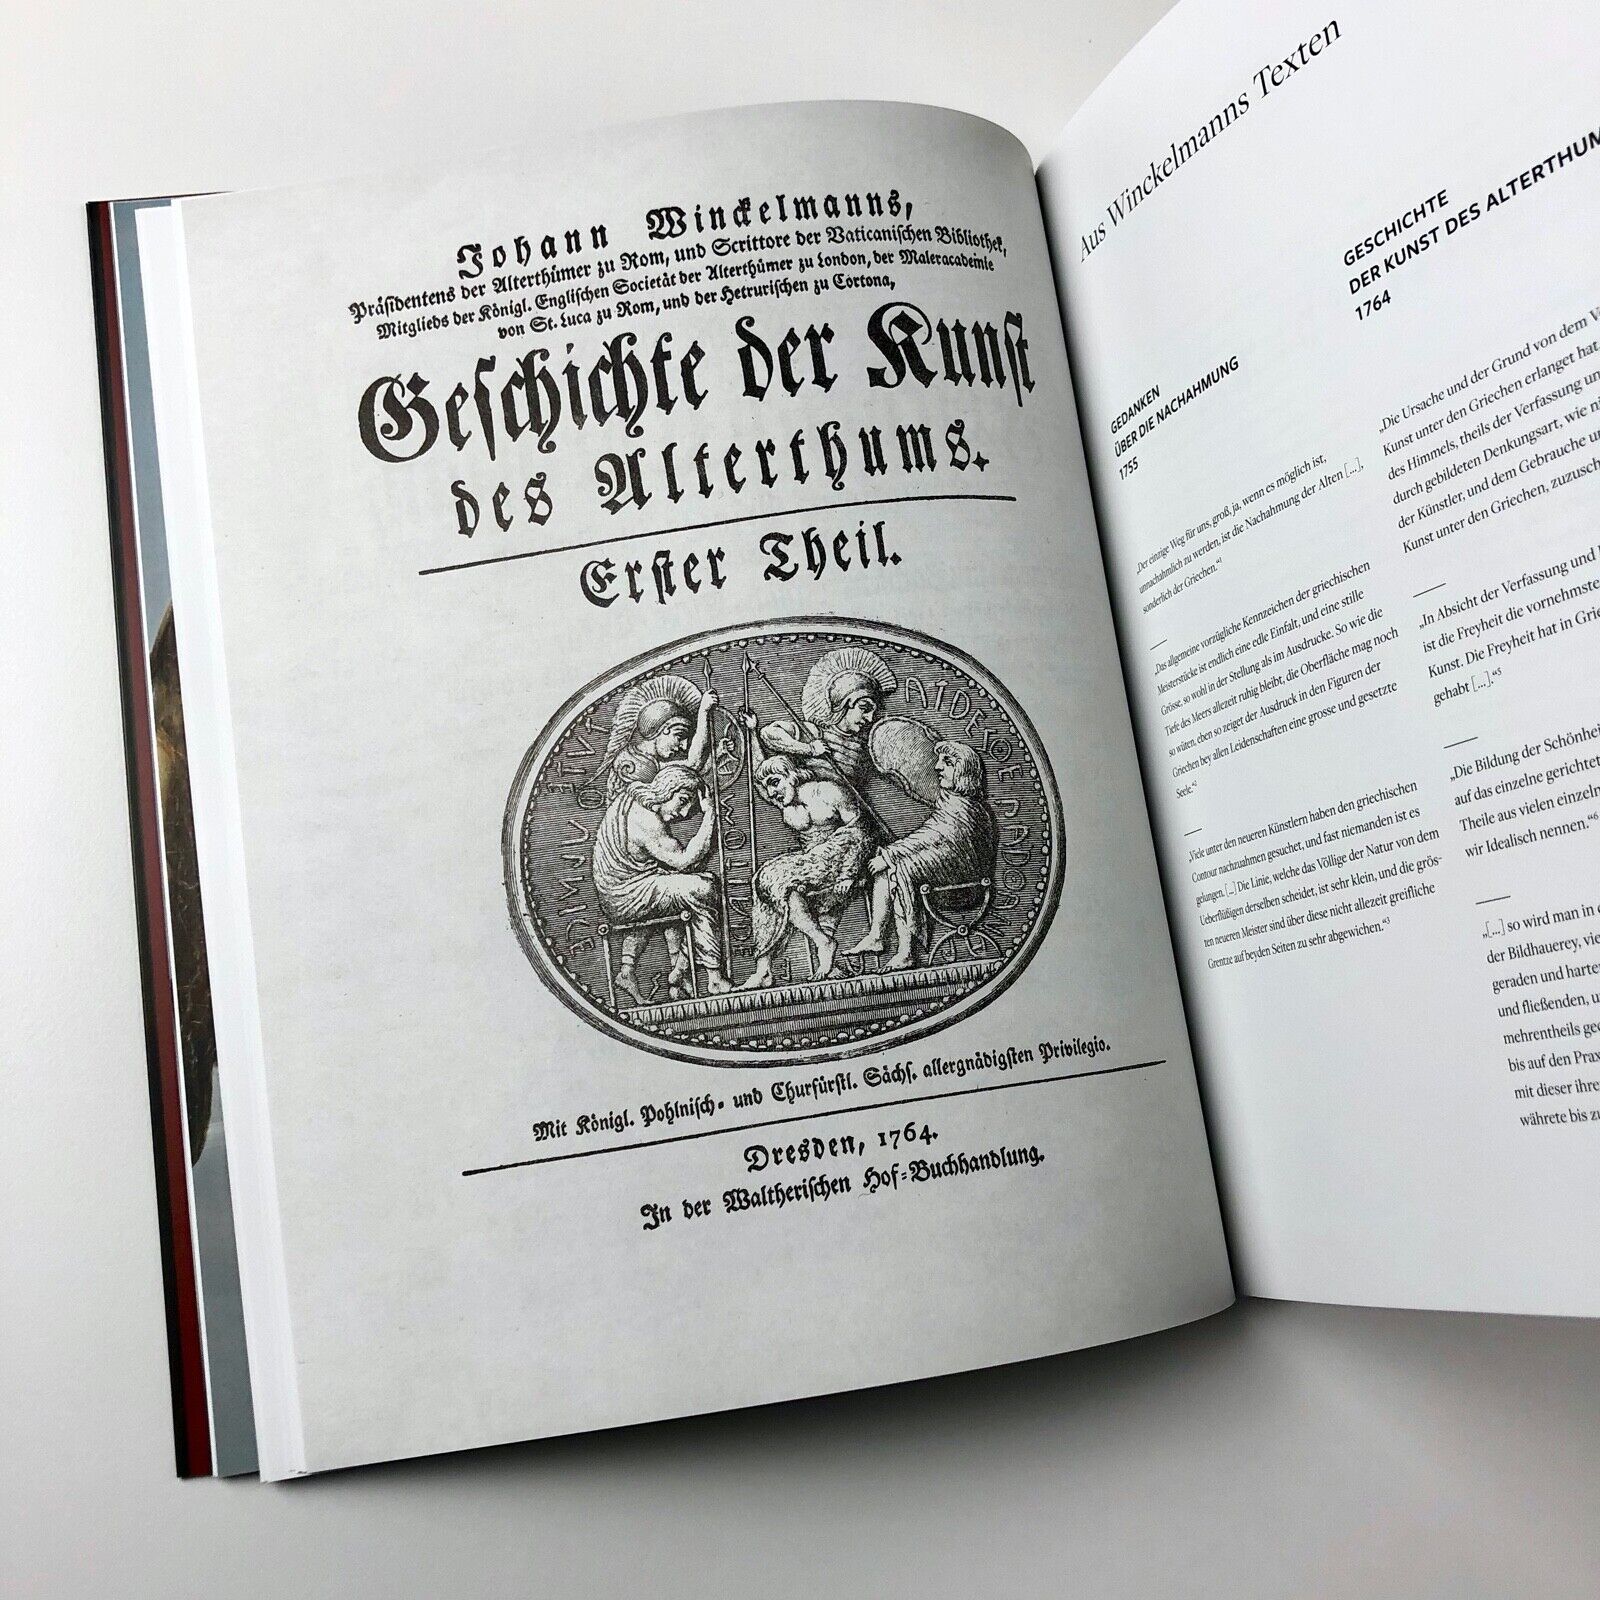 Johann Winckelmanns,
Präsidentens der Alterthümer zu Rom, und Scrittore der Vaticanischen Bibliothek,
Mitglieds der Königl. Englischen Societät der Alterthümer zu London, der Maleracademie
von St. Luca zu Rom, und der Hetrurischen zu Cortona,
Geschichte der Kunst
des Alterthums.
Erster Theil.
Mit Königl. Pohlnisch- und Churfürstl. Sächs. allergnädigsten Privilegio.
Dresden, 1764.
In der Waltherischen Hof-Buchhandlung.
Aus Winckelmanns Texten
GEDANKEN
ÜBER DIE NACHAHMUNG
1755
„Der einzige Weg für uns, groß, ja, wenn es möglich ist,
unnachahmlich zu werden, ist die Nachahmung der Alten [...],
sonderlich der Griechen.“¹
—
„Das allgemeine vorzügliche Kennzeichen der griechischen
Meisterstücke ist endlich eine edle Einfalt, und eine stille
Grösse, so wohl in der Stellung als im Ausdrucke. So wie die
Tiefe des Meers allezeit ruhig bleibt, die Oberfläche mag noch
so wüten, eben so zeiget der Ausdruck in den Figuren der
Griechen bey allen Leidenschaften eine grosse und gesetzte
Seele.“²
—
„Viele unter den neueren Künstlern haben den griechischen
Contour nachzuahmen gesucht, und fast niemanden ist es
gelungen. [...] Die Linie, welche das Völlige der Natur von dem
Ueberflüßigen derselben scheidet, ist sehr klein, und die grös-
ten neueren Meister sind über diese nicht allezeit greifliche
Grentze auf beyden Seiten zu sehr abgewichen.“³
GESCHICHTE
DER KUNST DES ALTERTHUM
1764
„Die Ursache und der Grund von dem
Kunst unter den Griechen erlanget hat,
des Himmels, theils der Verfassung
durch gebildeten Denkungsart, wie
der Künstler, und dem Gebrauche
Kunst unter den Griechen,
—
„In Absicht der Verfassung und
ist die Freyheit die vornehmste
Kunst. Die Freyheit hat in
gehabt [...].“⁵
—
„Die Bildung der
auf das einzelne
Theile aus vielen
wir Idealisch nennen.“⁶
—
„[...] so wird man in
der Bildhauerey,
geraden und
und fließenden,
mehrentheils
bis auf den
mit dieser
währete bis